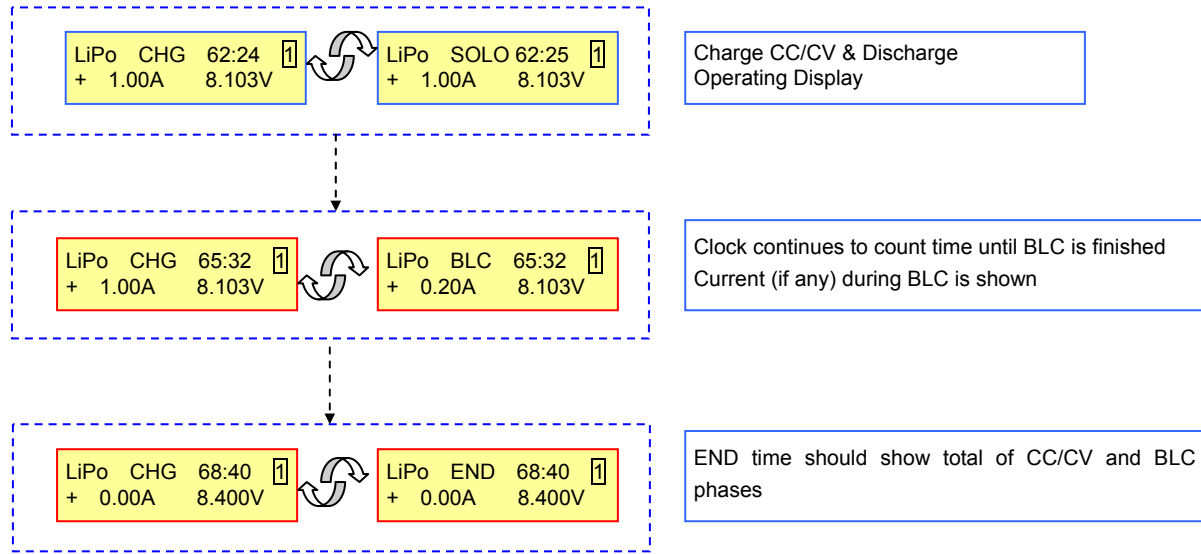 LiPo CHG 62:24 1
+ 1.00A 8.103V
LiPo SOLO 62:25 1
+ 1.00A 8.103V
Charge CC/CV & Discharge
Operating Display
LiPo CHG 65:32 1
+ 1.00A 8.103V
LiPo BLC 65:32 1
+ 0.20A 8.103V
Clock continues to count time until BLC is finished
Current (if any) during BLC is shown
LiPo CHG 68:40 1
+ 0.00A 8.400V
LiPo END 68:40 1
+ 0.00A 8.400V
END time should show total of CC/CV and BLC
phases